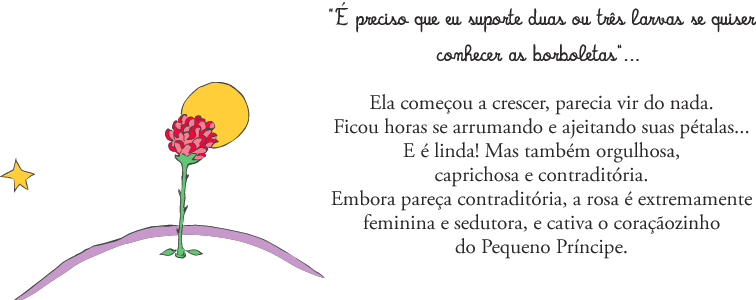 "É preciso que eu suporte duas ou três larvas se quiser
conhecer as borboletas"...
Ela começou a crescer, parecia vir do nada.
Ficou horas se arrumando e ajeitando suas pétalas...
E é linda! Mas também orgulhosa,
caprichosa e contraditória.
Embora pareça contraditória, a rosa é extremamente
feminina e sedutora, e cativa o coraçãozinho
do Pequeno Príncipe.